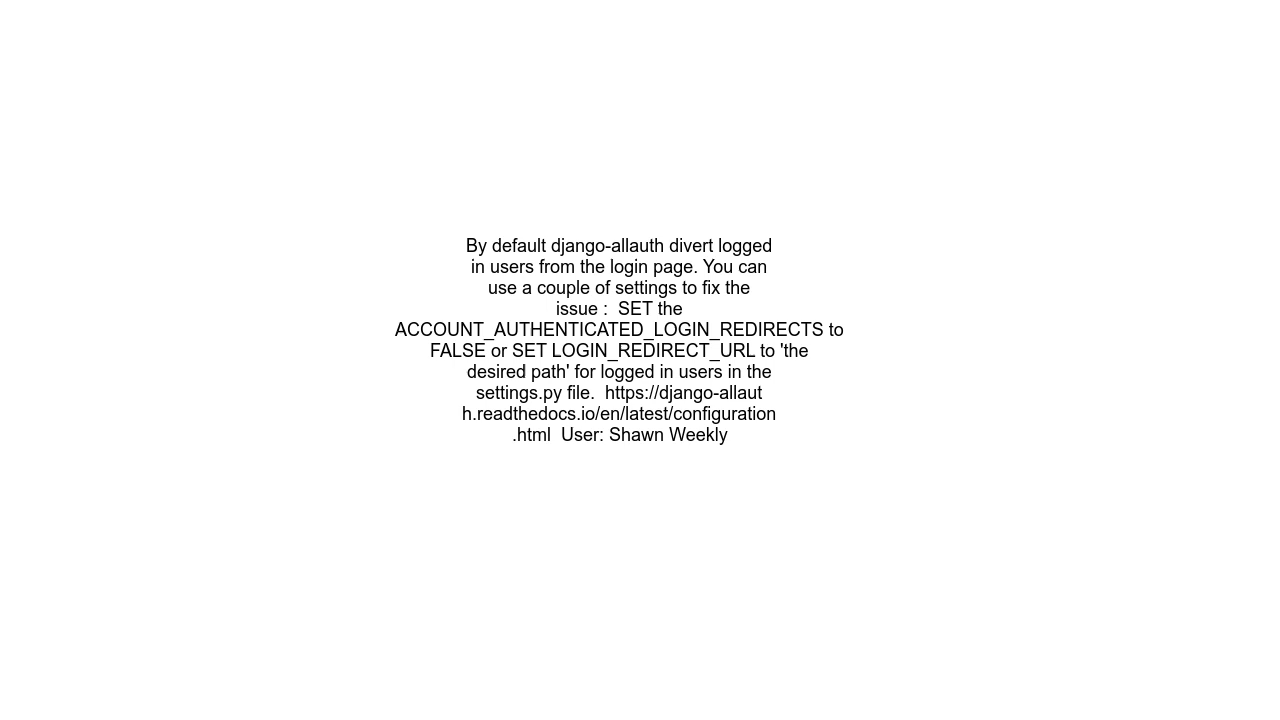 By default django-allauth divert logged
in users from the login page. You can
use a couple of settings to fix the
issue :  SET the
ACCOUNT_AUTHENTICATED_LOGIN_REDIRECTS to
FALSE or SET LOGIN_REDIRECT_URL to 'the
desired path' for logged in users in the
settings.py file.  https://django-allaut
h.readthedocs.io/en/latest/configuration
.html  User: Shawn Weekly